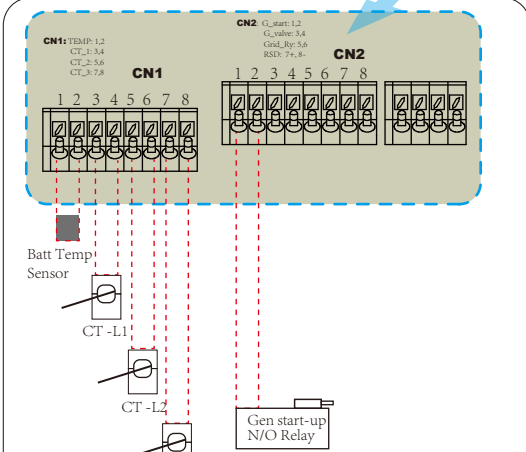 CN1: TEMP: 1,2
CT_1: 3,4
CT_2: 5,6
CT_3: 7,8
CN1
1 2 3 4 5 6 7 8
CN2: G_start: 1,2
G_valve: 3,4
Grid_Ry: 5,6
RSD: 7+, 8-
CN2
1 2 3 4 5 6 7 8
Batt Temp
Sensor
CT -L1
CT -L2
Gen start-up
N/O Relay